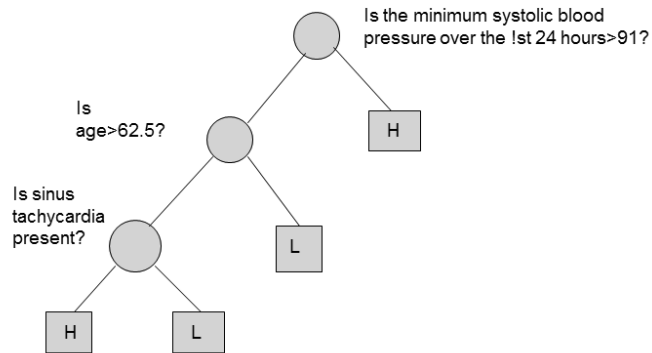 Is the minimum systolic blood
pressure over the !st 24 hours>91?
Is
age>62.5?
H
Is sinus
tachycardia
present?
L
H
L